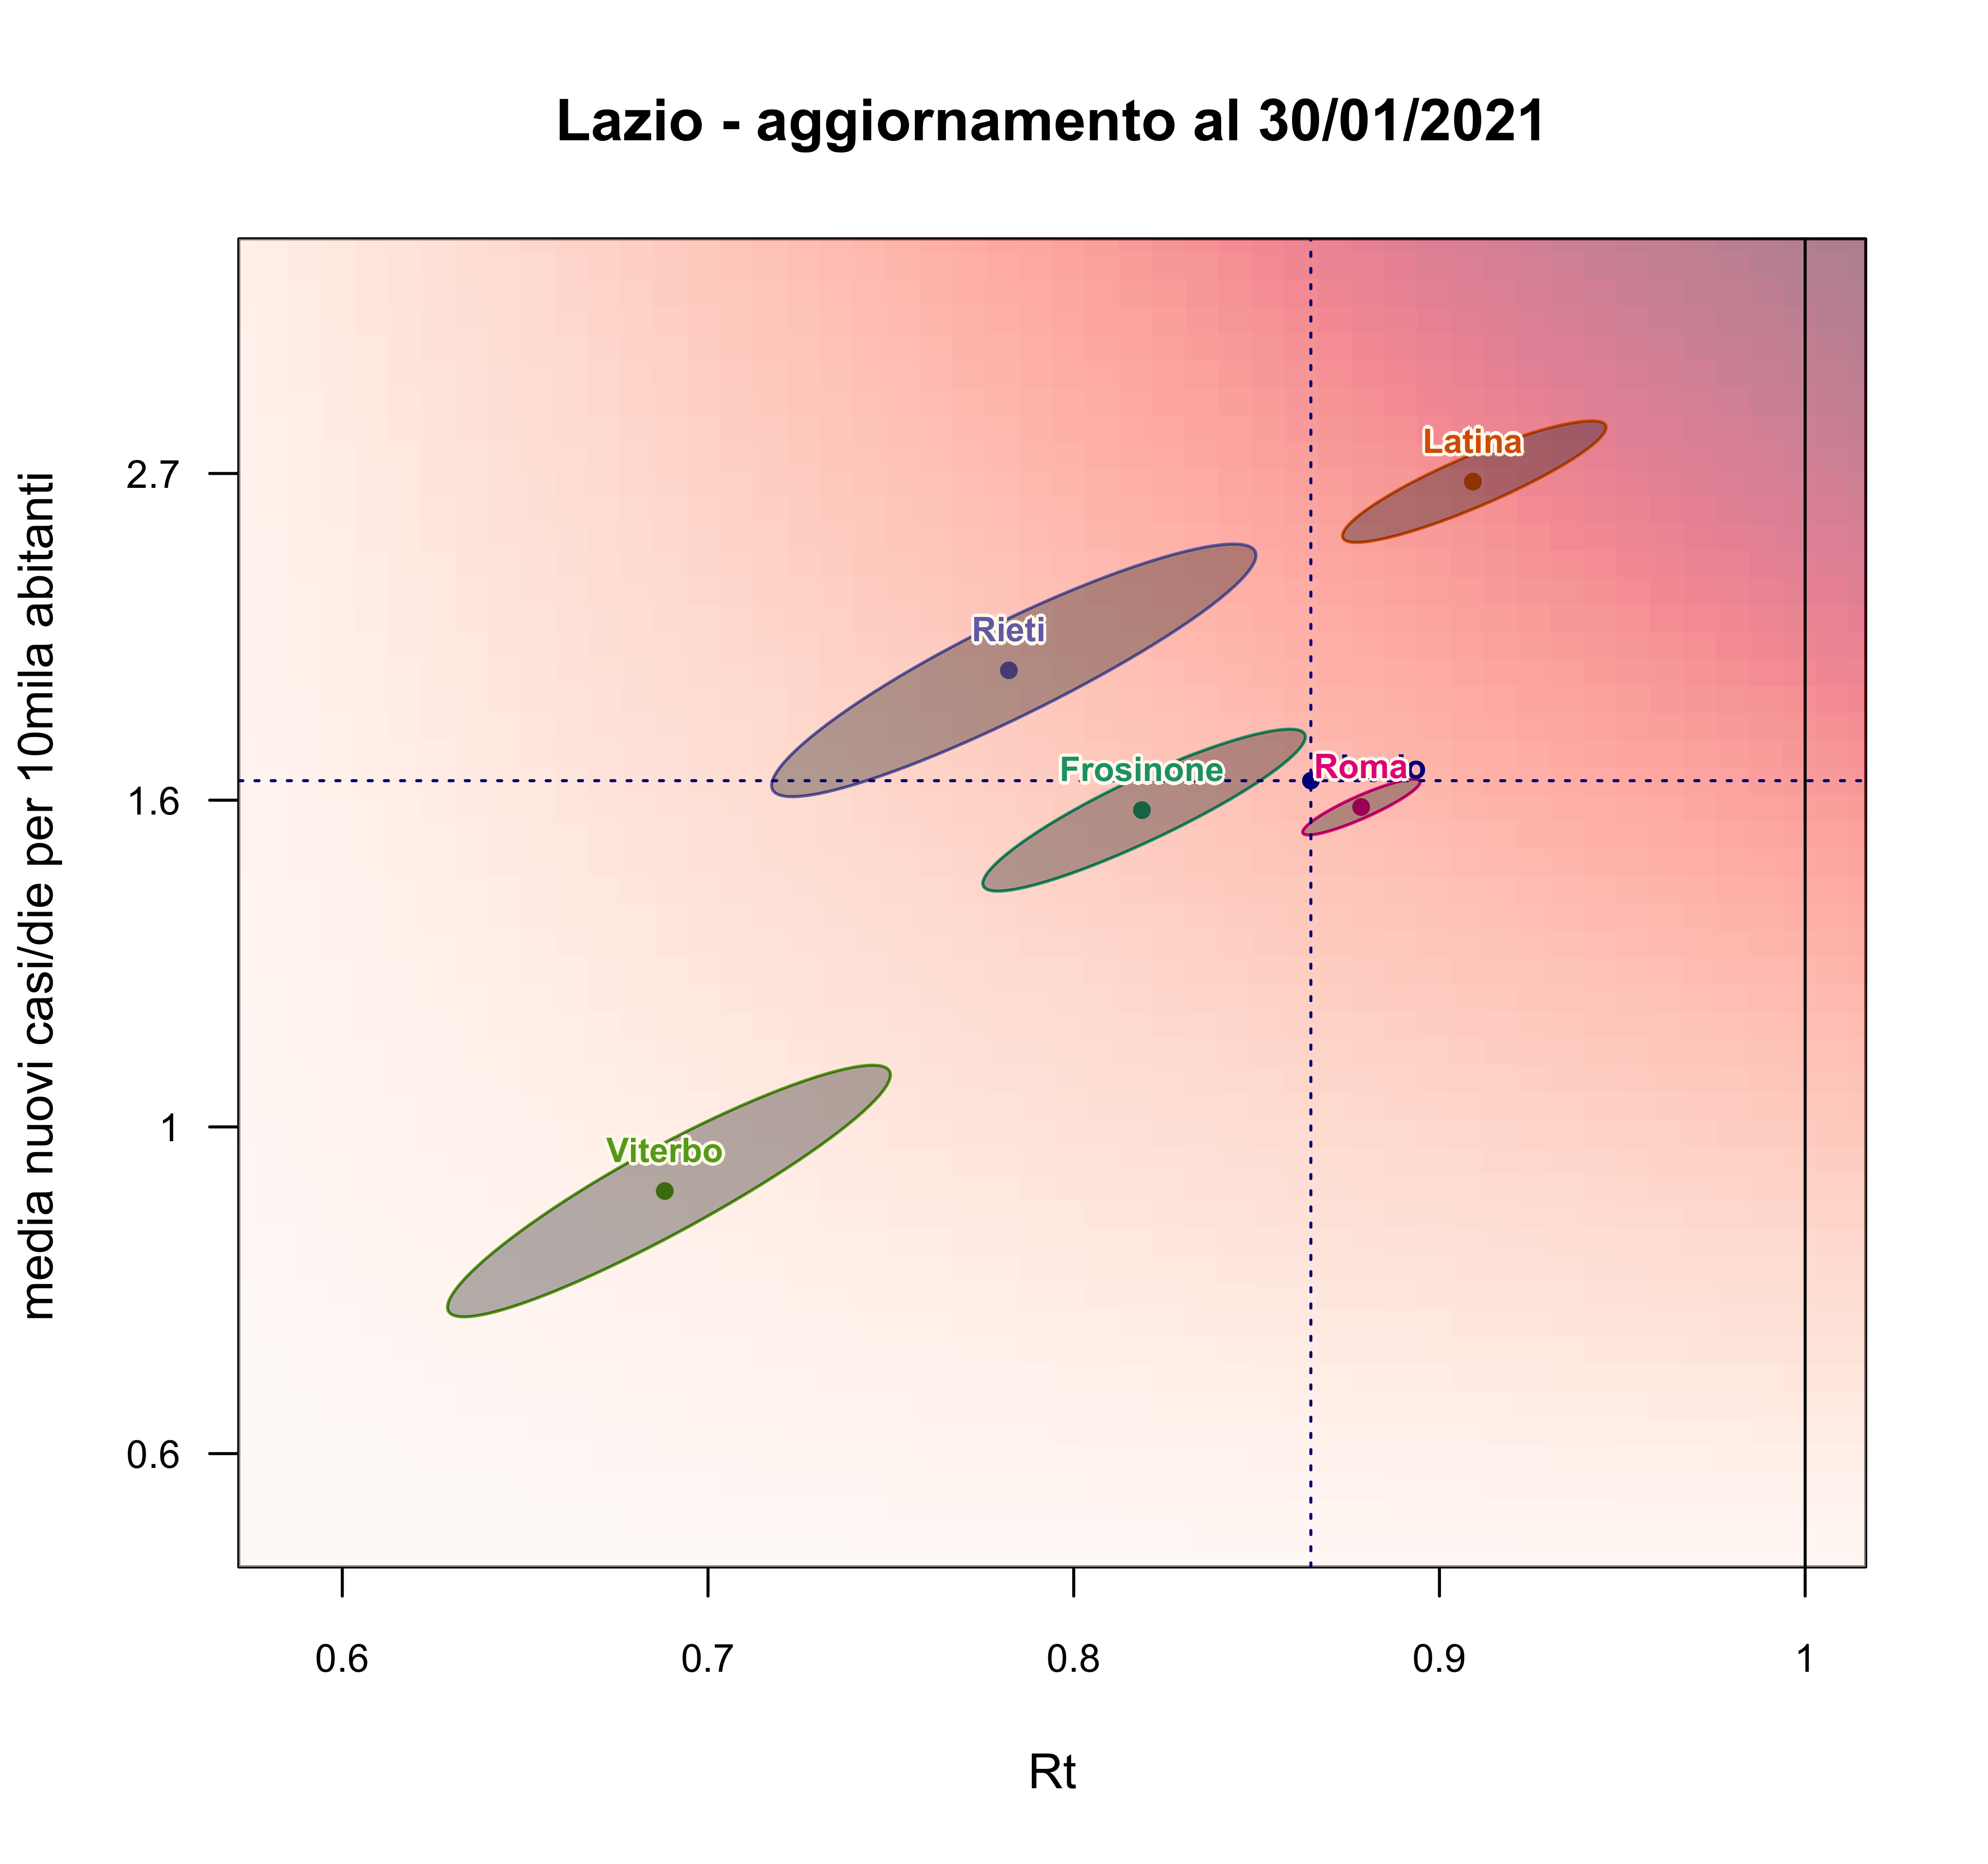 Lazio - aggiornamento al 30/01/2021
media nuovi casi/die per 10mila abitanti
2.7
1.6
1
0.6
Latina
Rieti
Frosinone
Roma
Viterbo
0.6 0.7 0.8 0.9 1
Rt